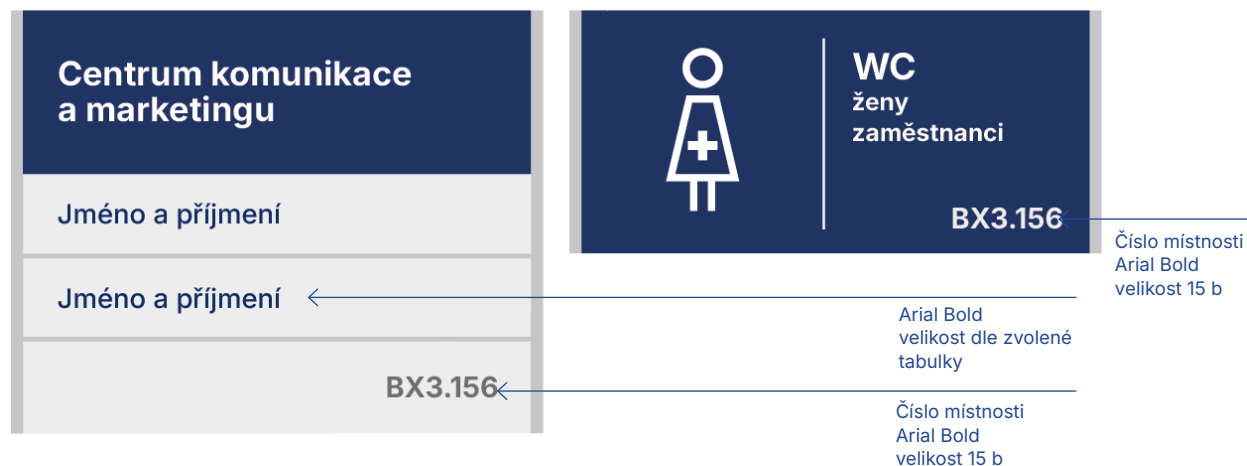 Centrum komunikace
a marketingu
Jméno a příjmení
Jméno a příjmení
BX3.156
WC
ženy
zaměstnanci
BX3.156
Číslo místnosti
Arial Bold
velikost 15 b
Arial Bold
velikost dle zvolené
tabulky
Číslo místnosti
Arial Bold
velikost 15 b